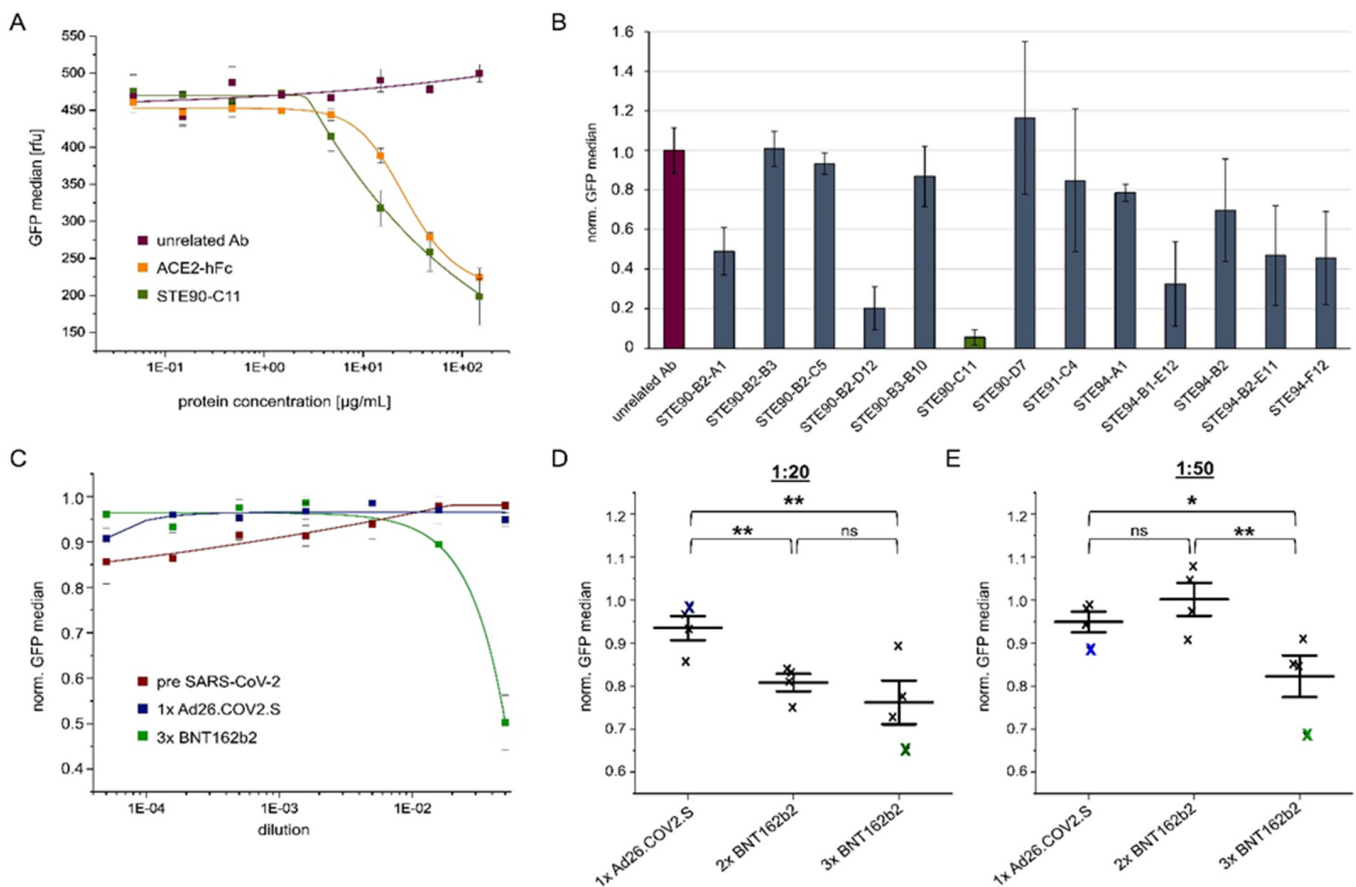 A
550
500
450
400
350
300
250
200
150
GFP median [rfu]
unrelated Ab
ACE2-hFc
STE90-C11
1E-01
1E+00
1E+01
1E+02
protein concentration [µg/mL]
B
1.6
1.4
1.2
1.0
0.8
0.6
0.4
0.2
0
norm. GFP median
unrelated Ab
STE90-B2-A1
STE90-B2-B3
STE90-B2-C5
STE90-B2-D12
STE90-B3-B10
STE90-C11
STE90-D7
STE91-C4
STE94-A1
STE94-B1-E12
STE94-B2
STE94-B2-E11
STE94-F12
C
1.0
0.9
0.8
0.7
0.6
0.5
0.4
norm. GFP median
pre SARS-CoV-2
1x Ad26.COV2.S
3x BNT162b2
1E-04
1E-03
1E-02
dilution
D
1:20
**
**
ns
1.2
1.1
1.0
0.9
0.8
0.7
0.6
norm. GFP median
1x Ad26.COV2.S
2x BNT162b2
3x BNT162b2
E
1:50
*
ns
**
1.2
1.1
1.0
0.9
0.8
0.7
0.6
norm. GFP median
1x Ad26.COV2.S
2x BNT162b2
3x BNT162b2